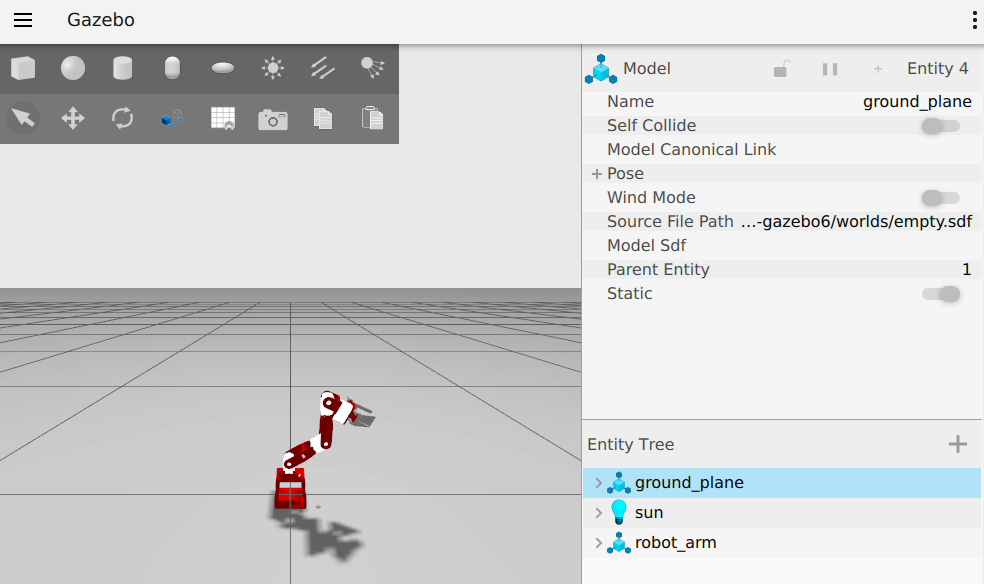 Gazebo
Model Entity 4
Name ground_plane
Self Collide
Model Canonical Link
Pose
Wind Mode
Source File Path ...-gazebo6/worlds/empty.sdf
Model Sdf
Parent Entity 1
Static
Entity Tree
ground_plane
sun
robot_arm